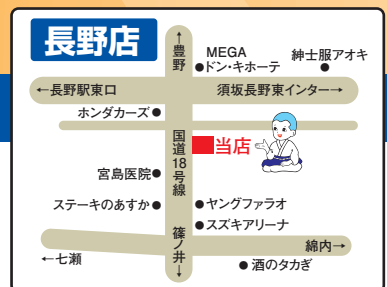 長野店
↑豊野
MEGA
ドン・キホーテ
紳士服アオキ
←長野駅東口
須坂長野東インター→
ホンダカーズ
国道18号線
当店
宮島医院
ステーキのあすか
ヤングファラオ
スズキアリーナ
篠ノ井↓
綿内→
←七瀬
酒のタカぎ